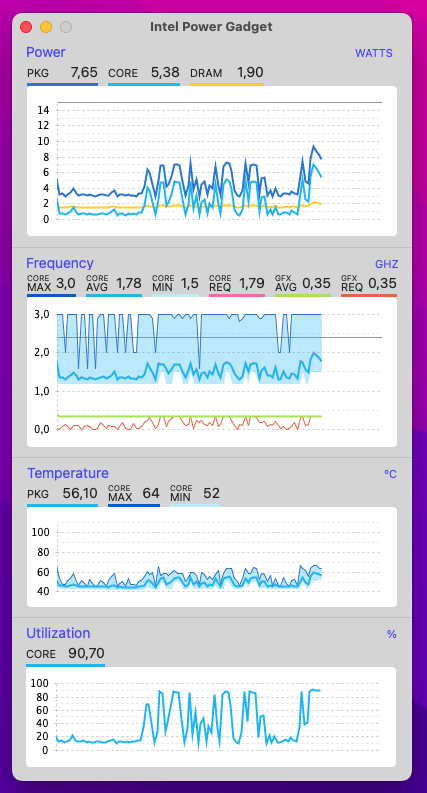 Intel Power Gadget
Power WATTS
PKG 7,65 CORE 5,38 DRAM 1,90
14
12
10
8
6
4
2
0
Frequency GHZ
CORE MAX 3,0 CORE AVG 1,78 CORE MIN 1,5 CORE REQ 1,78 GFX AVG 0,35 GFX REQ 0,35
3,0
2,0
1,0
0,0
Temperature °C
PKG 56,10 CORE MAX 64 CORE MIN 52
100
80
60
40
Utilization %
CORE 90,70
100
80
60
40
20
0